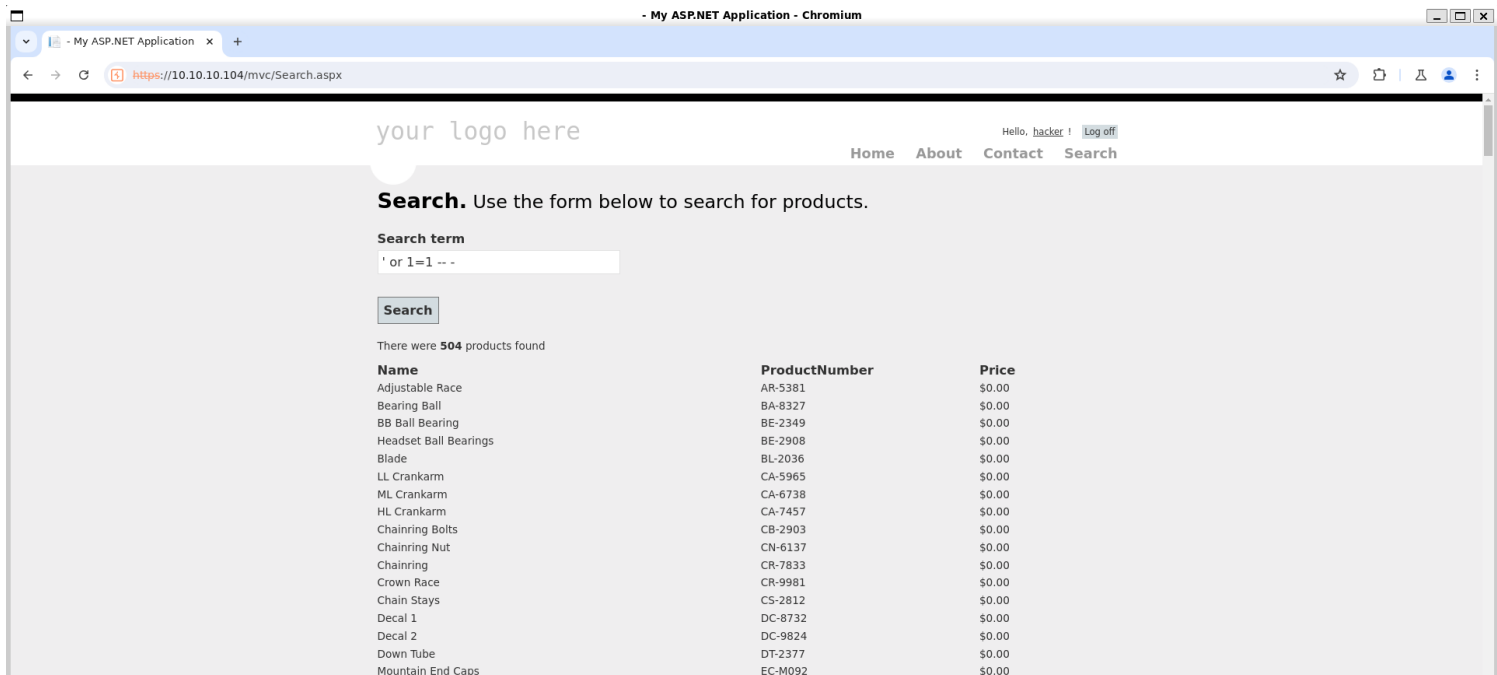 - My ASP.NET Application - Chromium
- My ASP.NET Application
https://10.10.10.104/mvc/Search.aspx
your logo here
Hello, hacker ! Log off
Home About Contact Search
Search. Use the form below to search for products.
Search term
' or 1=1 -- -
Search
There were 504 products found
Name ProductNumber Price
Adjustable Race AR-5381 $0.00
Bearing Ball BA-8327 $0.00
BB Ball Bearing BE-2349 $0.00
Headset Ball Bearings BE-2908 $0.00
Blade BL-2036 $0.00
LL Crankarm CA-5965 $0.00
ML Crankarm CA-6738 $0.00
HL Crankarm CA-7457 $0.00
Chainring Bolts CB-2903 $0.00
Chainring Nut CN-6137 $0.00
Chainring CR-7833 $0.00
Crown Race CR-9981 $0.00
Chain Stays CS-2812 $0.00
Decal 1 DC-8732 $0.00
Decal 2 DC-9824 $0.00
Down Tube DT-2377 $0.00
Mountain End Caps EC-M092 $0.00